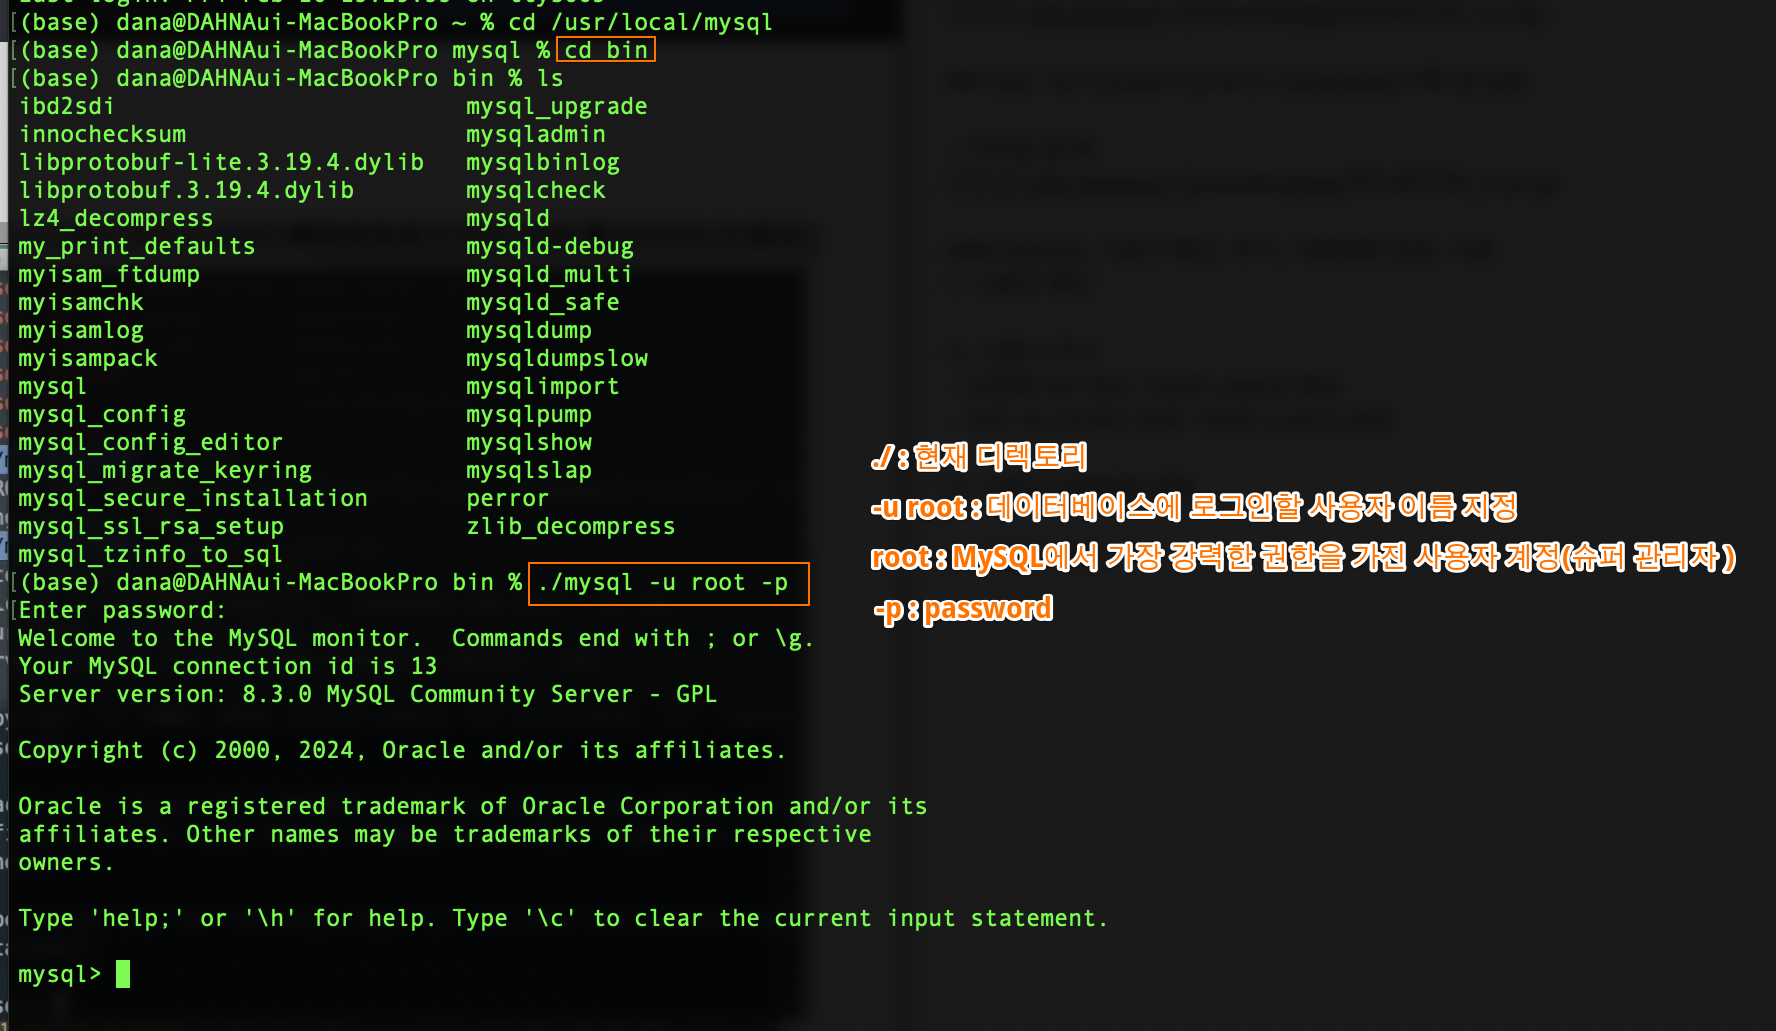 (base) dana@DAHNAui-MacBookPro ~ % cd /usr/local/mysql
(base) dana@DAHNAui-MacBookPro mysql % cd bin
(base) dana@DAHNAui-MacBookPro bin % ls
ibd2sdi mysql_upgrade
innochecksum mysqladmin
libprotobuf-lite.3.19.4.dylib mysqlbinlog
libprotobuf.3.19.4.dylib mysqlcheck
lz4_decompress mysqld
my_print_defaults mysqld-debug
myisam_ftdump mysqld_multi
myisamchk mysqld_safe
myisamlog mysqldump
myisampack mysqldumpslow
mysql mysqlimport
mysql_config mysqlpump
mysql_config_editor mysqlshow
mysql_migrate_keyring mysqlslap
mysql_secure_installation perror
mysql_ssl_rsa_setup zlib_decompress
mysql_tzinfo_to_sql
(base) dana@DAHNAui-MacBookPro bin % ./mysql -u root -p
Enter password:
Welcome to the MySQL monitor.  Commands end with ; or \g.
Your MySQL connection id is 13
Server version: 8.3.0 MySQL Community Server - GPL
Copyright (c) 2000, 2024, Oracle and/or its affiliates.
Oracle is a registered trademark of Oracle Corporation and/or its
affiliates. Other names may be trademarks of their respective
owners.
Type 'help;' or '\h' for help. Type '\c' to clear the current input statement.
mysql>
./ : 현재 디렉토리
-u root : 데이터베이스에 로그인할 사용자 이름 지정
root : MySQL에서 가장 강력한 권한을 가진 사용자 계정(슈퍼 관리자 )
-p : password